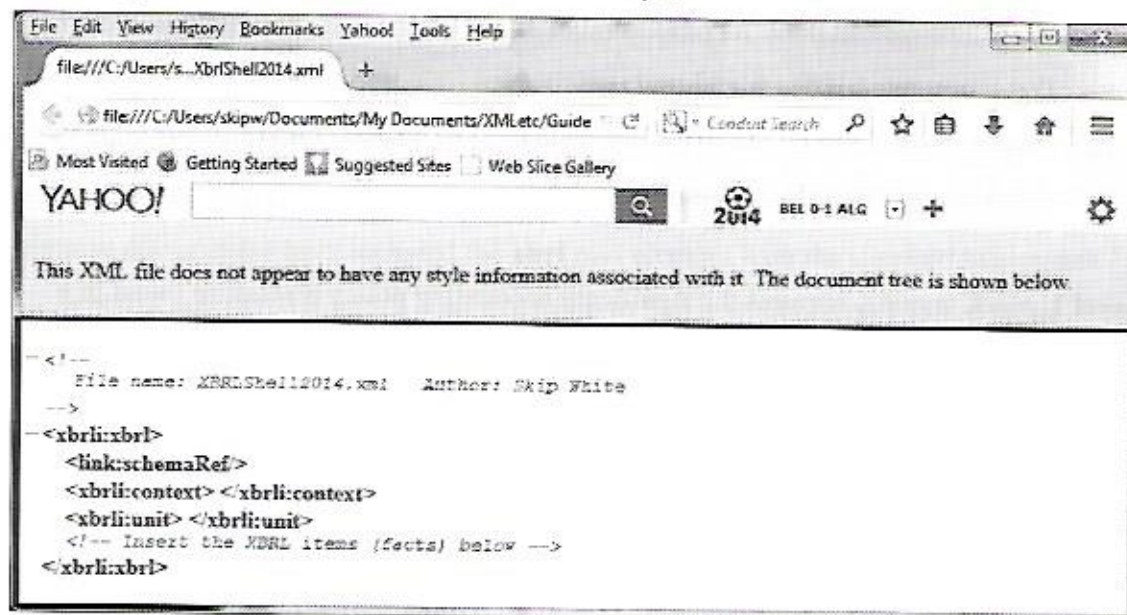 File Edit View History Bookmarks Yahoo! Tools Help
file:///C:/Users/s...XbrlShell2014.xml +
file:///C:/Users/skipw/Documents/My Documents/XMLetc/Guide Conduit Search
Most Visited Getting Started Suggested Sites Web Slice Gallery
YAHOO! 2014 BEL 0-1 ALG
This XML file does not appear to have any style information associated with it. The document tree is shown below.
- <!--
File name: XBRLShell2014.xml Author: Skip White
-->
- <xbrli:xbrl>
<link:schemaRef/>
<xbrli:context> </xbrli:context>
<xbrli:unit> </xbrli:unit>
<!-- Insert the XBRL items (facts) below -->
</xbrli:xbrl>